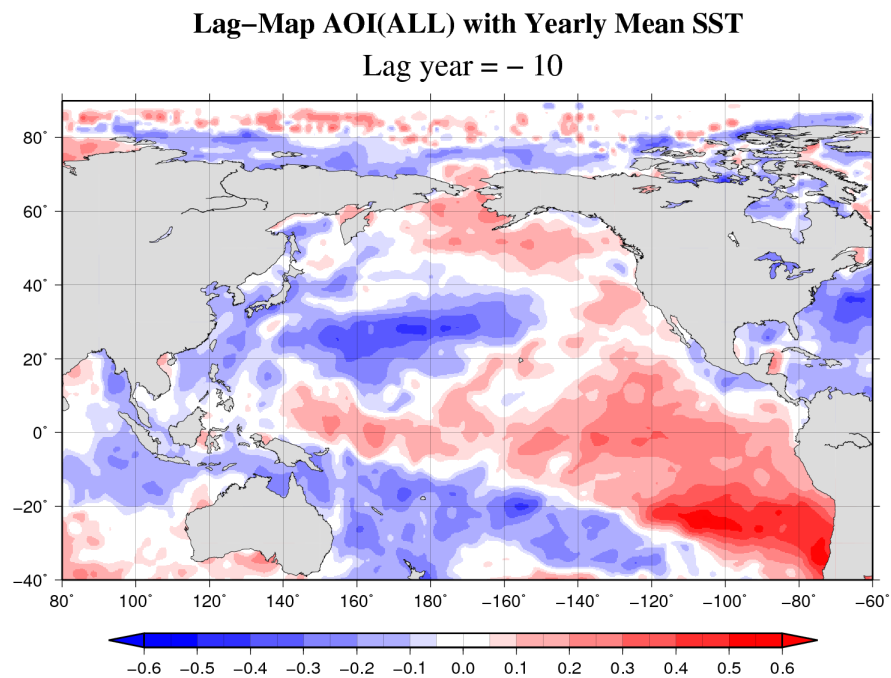 Lag−Map AOI(ALL) with Yearly Mean SST
Lag year = − 10
80˚
60˚
40˚
20˚
0˚
−20˚
−40˚
80 100 120 140 160 180 −160 −140 −120 −100 −80 −60˚
−0.6 −0.5 −0.4 −0.3 −0.2 −0.1 0.0 0.1 0.2 0.3 0.4 0.5 0.6